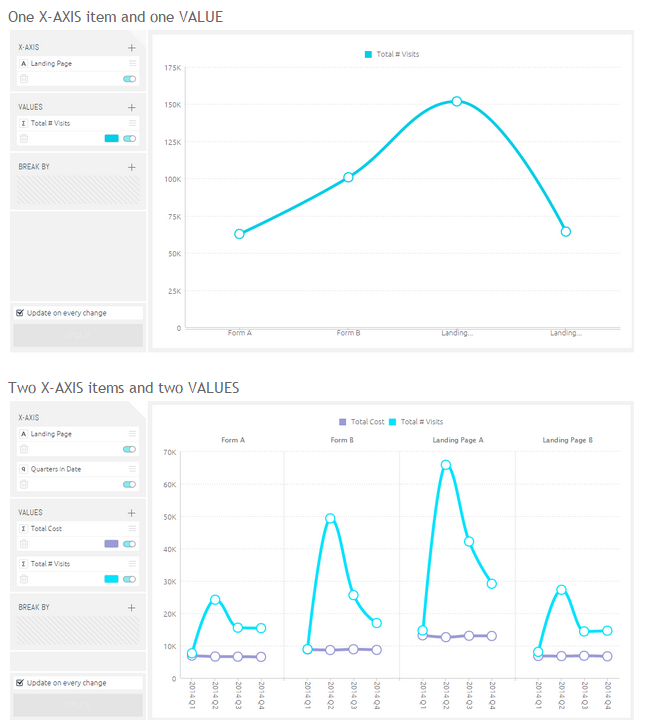 One X-AXIS item and one VALUE
X-AXIS +
A Landing Page
VALUES +
Σ Total # Visits
BREAK BY +
Update on every change
Total # Visits
175K
150K
125K
100K
75K
50K
25K
0
Form A Form B Landing... Landing...
Two X-AXIS items and two VALUES
X-AXIS
A Landing Page
q Quarters in Date
VALUES +
Σ Total Cost
Σ Total # Visits
BREAK BY +
Update on every change
Total Cost Total # Visits
Form A Form B Landing Page A Landing Page B
70K
60K
50K
40K
30K
20K
10K
0
2014 Q1 2014 Q2 2014 Q3 2014 Q4 2014 Q1 2014 Q2 2014 Q3 2014 Q4 2014 Q1 2014 Q2 2014 Q3 2014 Q4 2014 Q1 2014 Q2 2014 Q3 2014 Q4